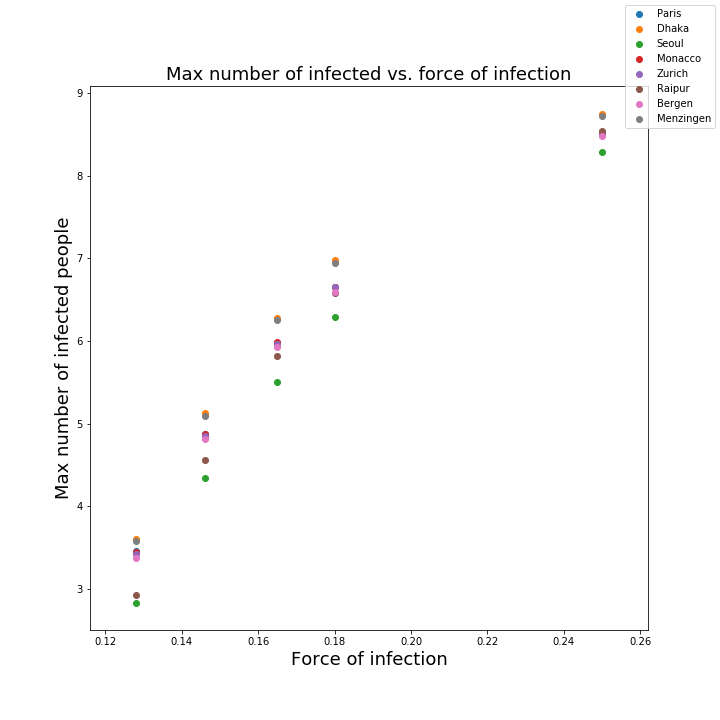 Paris
Dhaka
Seoul
Monacco
Zurich
Raipur
Bergen
Menzingen
Max number of infected vs. force of infection
Max number of infected people
9
8
7
6
5
4
3
0.12 0.14 0.16 0.18 0.20 0.22 0.24 0.26
Force of infection